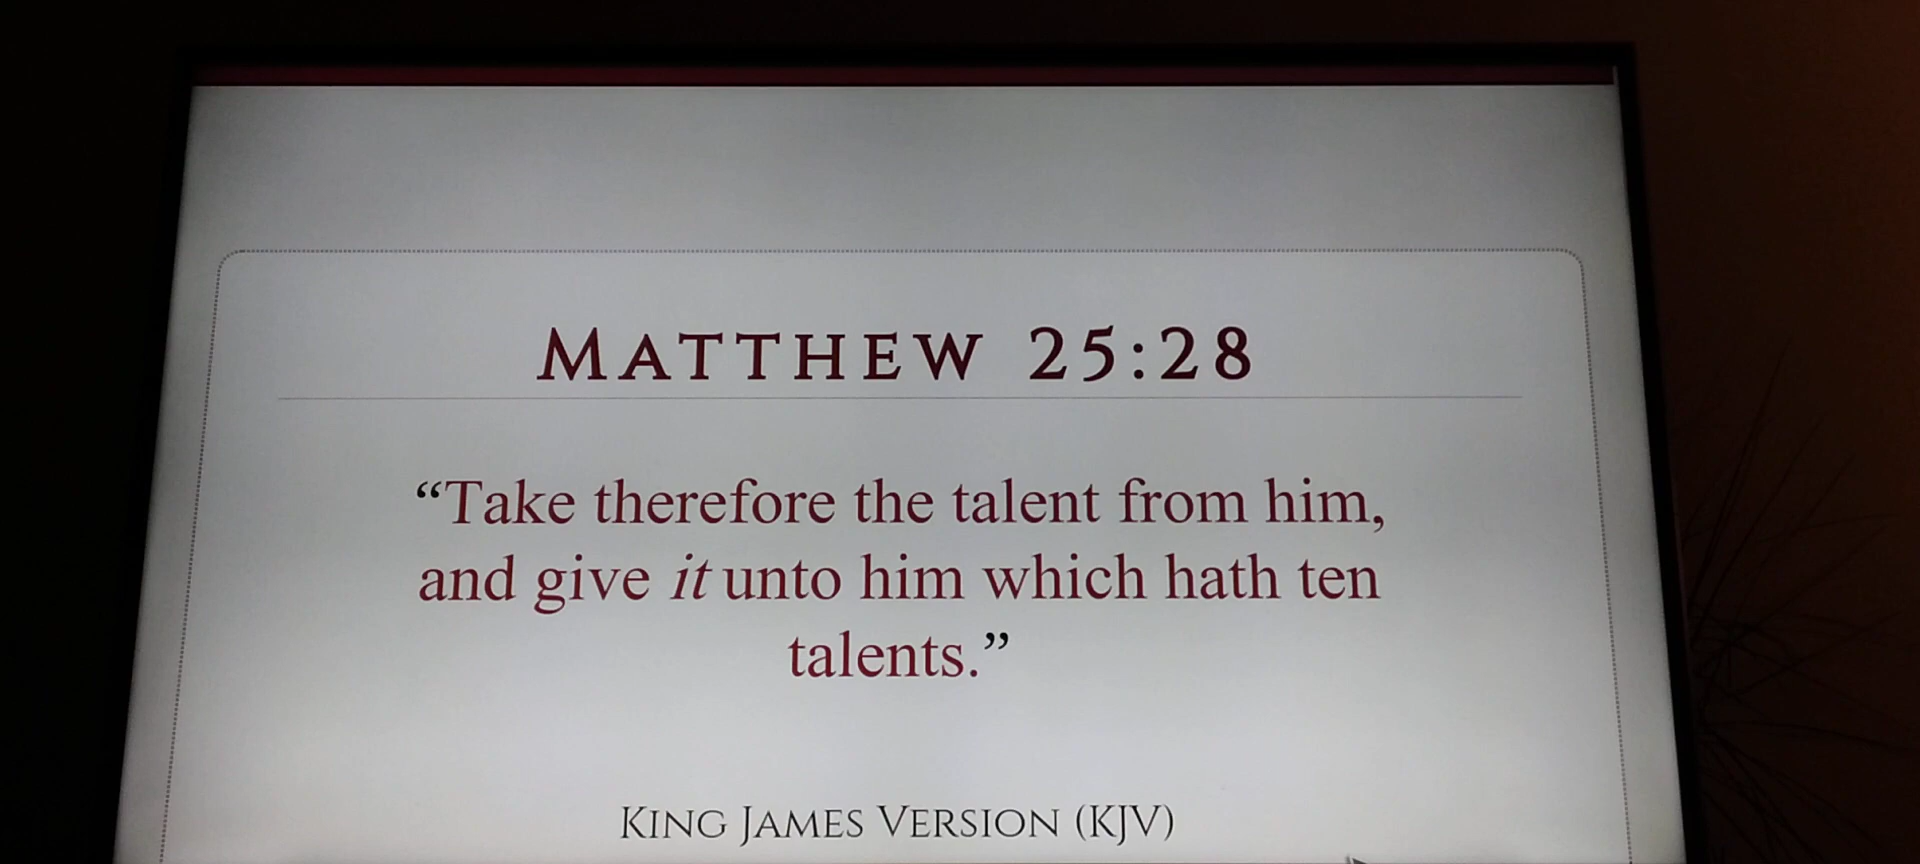 MATTHEW 25:28
“Take therefore the talent from him,
and give it unto him which hath ten
talents.”
KING JAMES VERSION (KJV)